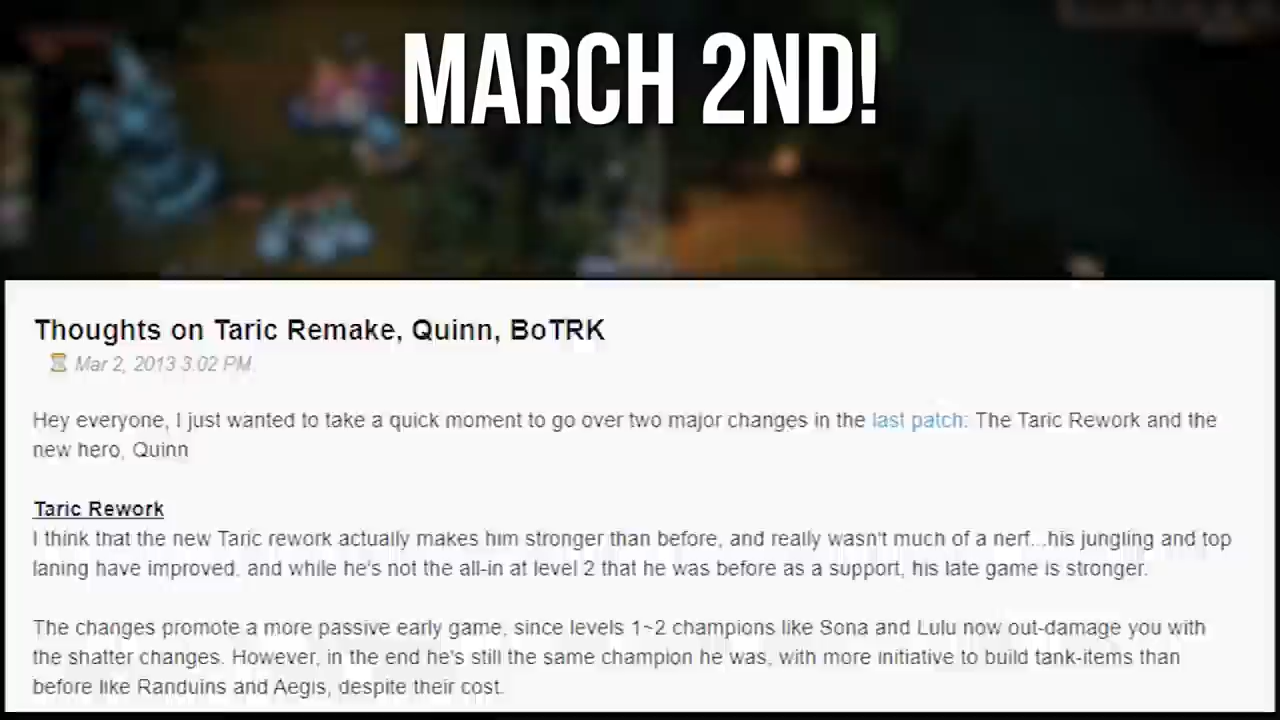 MARCH 2ND!
Thoughts on Taric Remake, Quinn, BoTRK
Mar 2, 2013 3:02 PM
Hey everyone, I just wanted to take a quick moment to go over two major changes in the last patch: The Taric Rework and the
new hero, Quinn
Taric Rework
I think that the new Taric rework actually makes him stronger than before, and really wasn't much of a nerf...his jungling and top
laning have improved, and while he's not the all-in at level 2 that he was before as a support, his late game is stronger.
The changes promote a more passive early game, since levels 1~2 champions like Sona and Lulu now out-damage you with
the shatter changes. However, in the end he's still the same champion he was, with more initiative to build tank-items than
before like Randuins and Aegis, despite their cost.